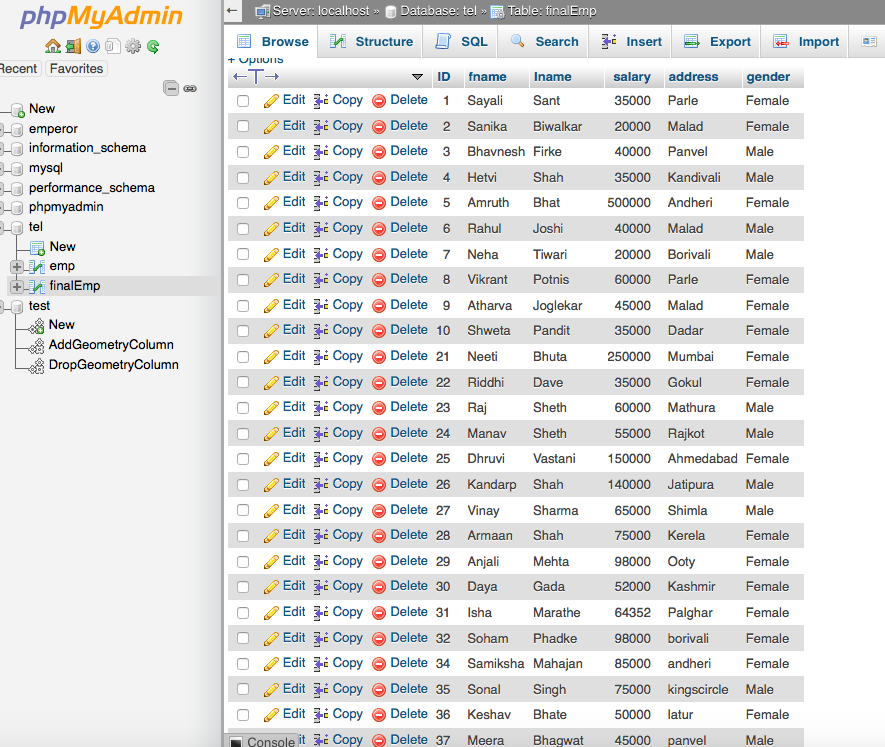 phpMyAdmin
Recent Favorites
New
emperor
information_schema
mysql
performance_schema
phpmyadmin
tel
New
emp
finalEmp
test
New
AddGeometryColumn
DropGeometryColumn
Server: localhost » Database: tel » Table: finalEmp
Browse Structure SQL Search Insert Export Import
+ Options
ID fname lname salary address gender
Edit Copy Delete 1 Sayali Sant 35000 Parle Female
Edit Copy Delete 2 Sanika Biwalkar 20000 Malad Female
Edit Copy Delete 3 Bhavnesh Firke 40000 Panvel Male
Edit Copy Delete 4 Hetvi Shah 35000 Kandivali Male
Edit Copy Delete 5 Amruth Bhat 500000 Andheri Female
Edit Copy Delete 6 Rahul Joshi 40000 Malad Male
Edit Copy Delete 7 Neha Tiwari 20000 Borivali Male
Edit Copy Delete 8 Vikrant Potnis 60000 Parle Female
Edit Copy Delete 9 Atharva Joglekar 45000 Malad Female
Edit Copy Delete 10 Shweta Pandit 35000 Dadar Female
Edit Copy Delete 21 Neeti Bhuta 250000 Mumbai Female
Edit Copy Delete 22 Riddhi Dave 35000 Gokul Female
Edit Copy Delete 23 Raj Sheth 60000 Mathura Male
Edit Copy Delete 24 Manav Sheth 55000 Rajkot Male
Edit Copy Delete 25 Dhruvi Vastani 150000 Ahmedabad Female
Edit Copy Delete 26 Kandarp Shah 140000 Jatipura Male
Edit Copy Delete 27 Vinay Sharma 65000 Shimla Male
Edit Copy Delete 28 Armaan Shah 75000 Kerela Female
Edit Copy Delete 29 Anjali Mehta 98000 Ooty Female
Edit Copy Delete 30 Daya Gada 52000 Kashmir Female
Edit Copy Delete 31 Isha Marathe 64352 Palghar Female
Edit Copy Delete 32 Soham Phadke 98000 borivali Female
Edit Copy Delete 34 Samiksha Mahajan 85000 andheri Female
Edit Copy Delete 35 Sonal Singh 75000 kingscircle Male
Edit Copy Delete 36 Keshav Bhate 50000 latur Female
Console it Copy Delete 37 Meera Bhagwat 45000 panvel Male